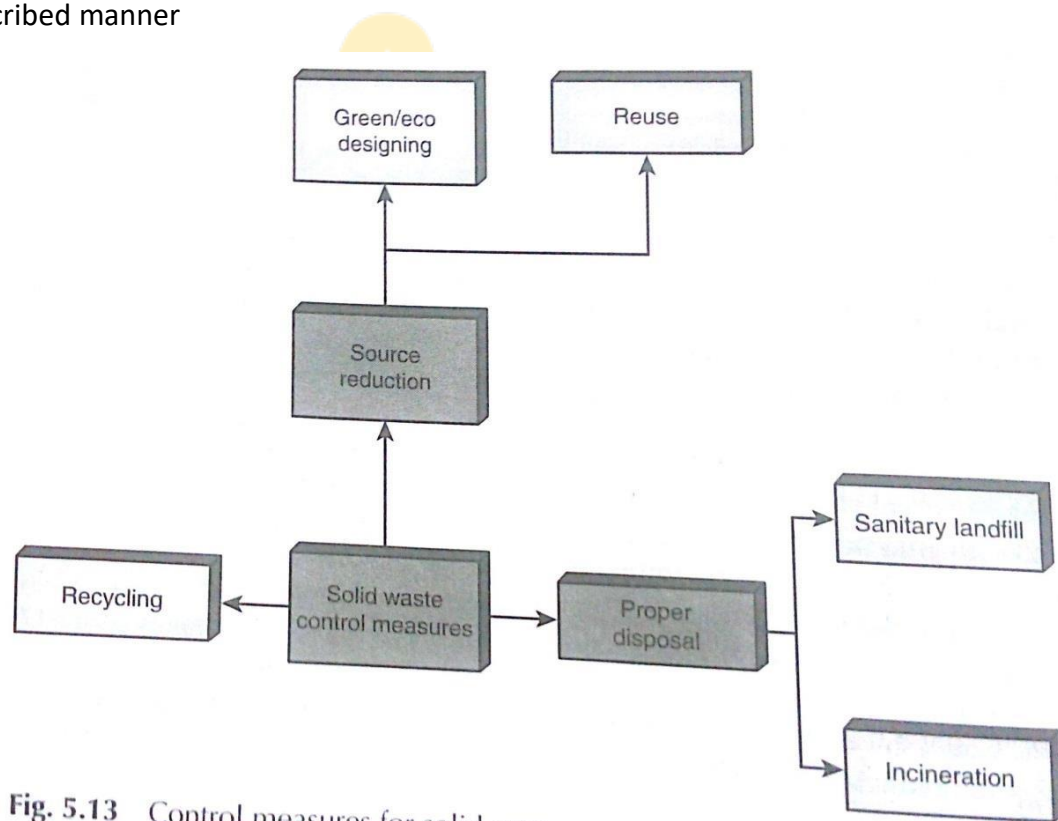 cribed manner
Green/eco
designing
Reuse
Source
reduction
Sanitary landfill
Recycling
Solid waste
control measures
Proper
disposal
Incineration
Fig. 5.13 Control measures for solid